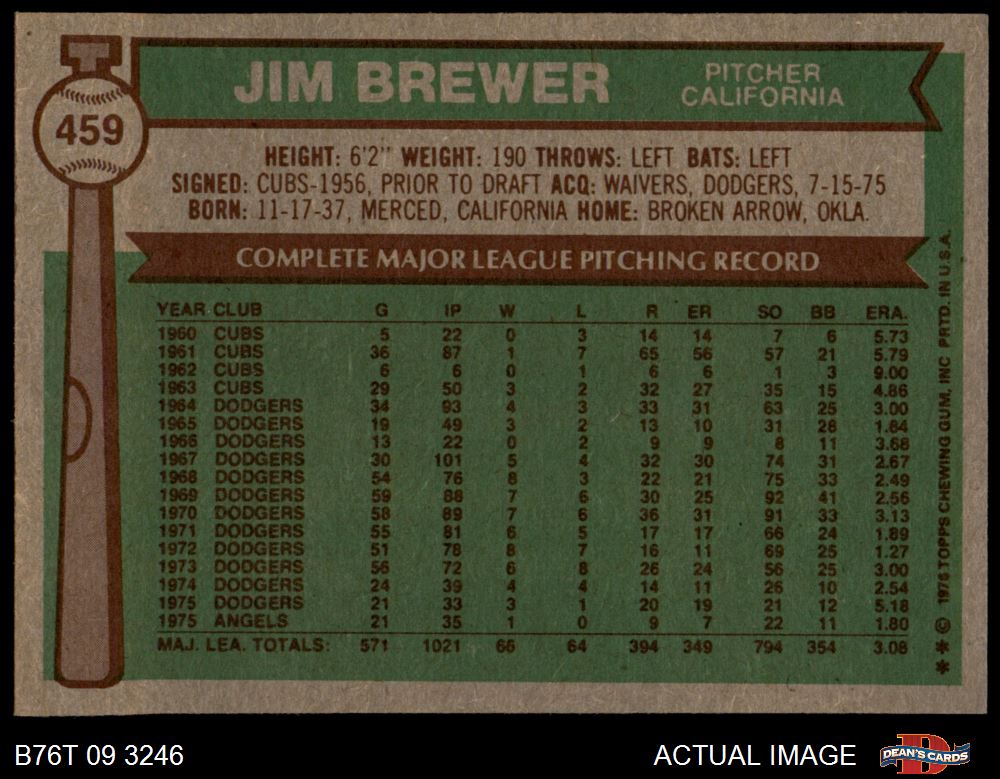 459
JIM BREWER
PITCHER
CALIFORNIA
HEIGHT: 6'2" WEIGHT: 190 THROWS: LEFT BATS: LEFT
SIGNED: CUBS-1956, PRIOR TO DRAFT ACQ: WAIVERS, DODGERS, 7-15-75
BORN: 11-17-37, MERCED, CALIFORNIA HOME: BROKEN ARROW, OKLA.
COMPLETE MAJOR LEAGUE PITCHING RECORD
YEAR CLUB G IP W L R ER SO BB ERA.
1960 CUBS 5 22 0 3 14 14 7 6 5.73
1961 CUBS 36 87 1 7 65 56 57 21 5.79
1962 CUBS 6 6 0 1 6 6 1 3 9.00
1963 CUBS 29 50 3 2 32 27 35 15 4.86
1964 DODGERS 34 93 4 3 33 31 63 25 3.00
1965 DODGERS 19 49 3 2 13 10 31 28 1.84
1966 DODGERS 13 22 0 2 9 9 8 11 3.68
1967 DODGERS 30 101 5 4 32 30 74 31 2.67
1968 DODGERS 54 76 8 3 22 21 75 33 2.49
1969 DODGERS 59 88 7 6 30 25 92 41 2.56
1970 DODGERS 58 89 7 6 36 31 91 33 3.13
1971 DODGERS 55 81 6 5 17 17 66 24 1.89
1972 DODGERS 51 78 8 7 16 11 69 25 1.27
1973 DODGERS 56 72 6 8 26 24 56 25 3.00
1974 DODGERS 24 39 4 4 14 11 26 10 2.54
1975 DODGERS 21 33 3 1 20 19 21 12 5.18
1975 ANGELS 21 35 1 0 9 7 22 11 1.80
MAJ. LEA. TOTALS: 571 1021 66 64 394 349 794 354 3.08
** © 1976 TOPPS CHEWING GUM, INC PRTD. IN U.S.A.
B76T 09 3246
ACTUAL IMAGE
DEAN'S CARDS